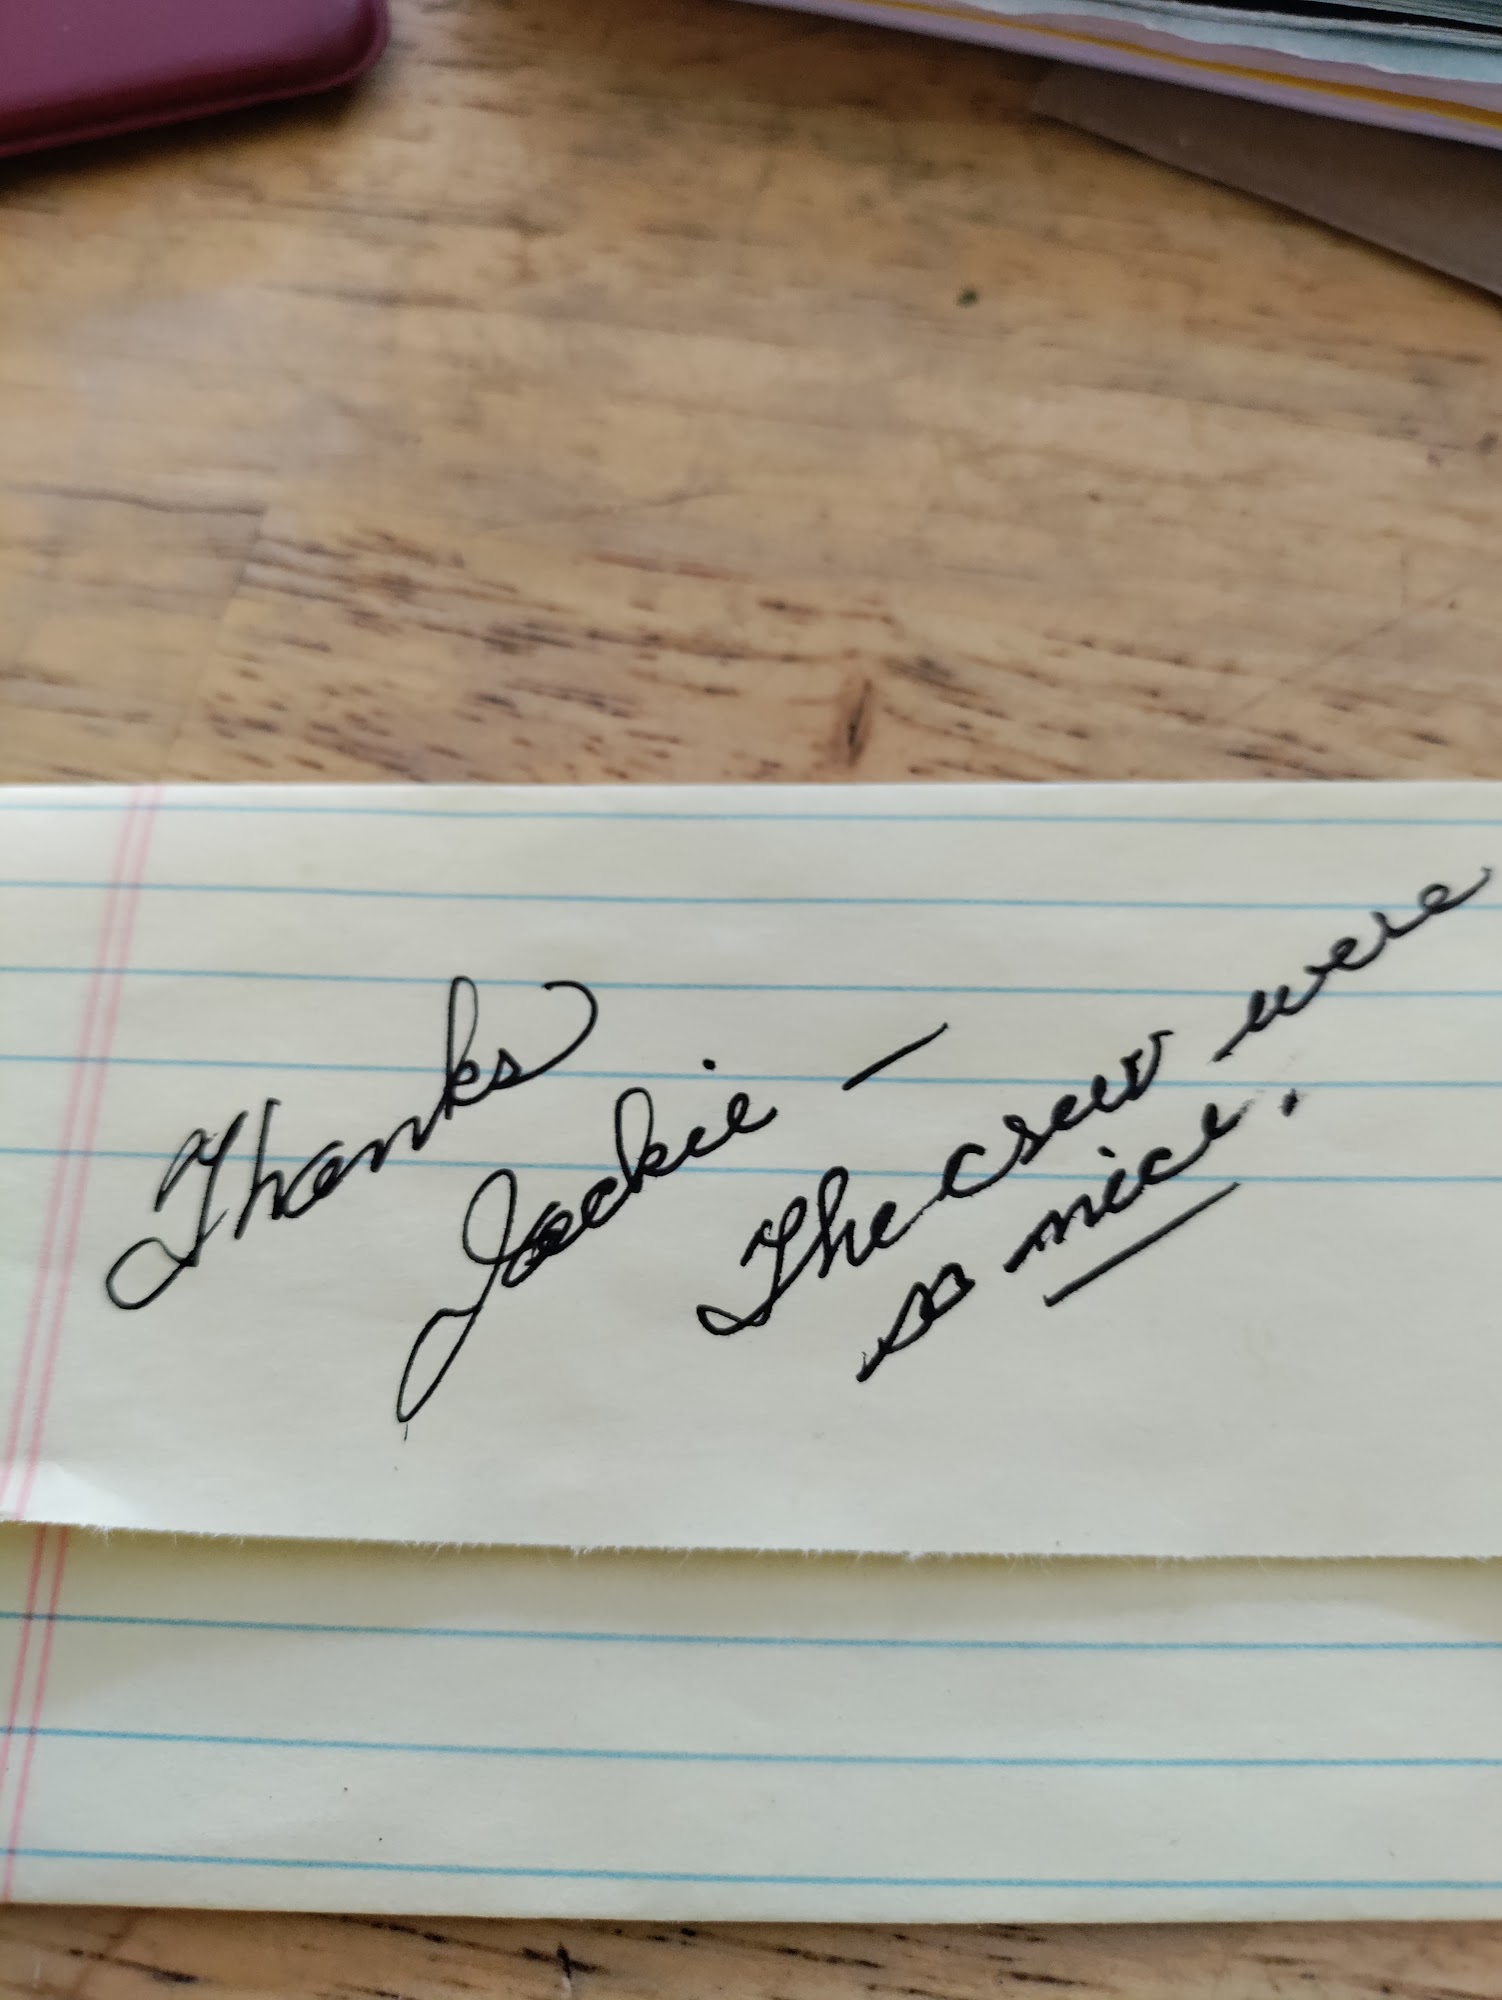 Thanks
Jackie -
The crew were
so nice.